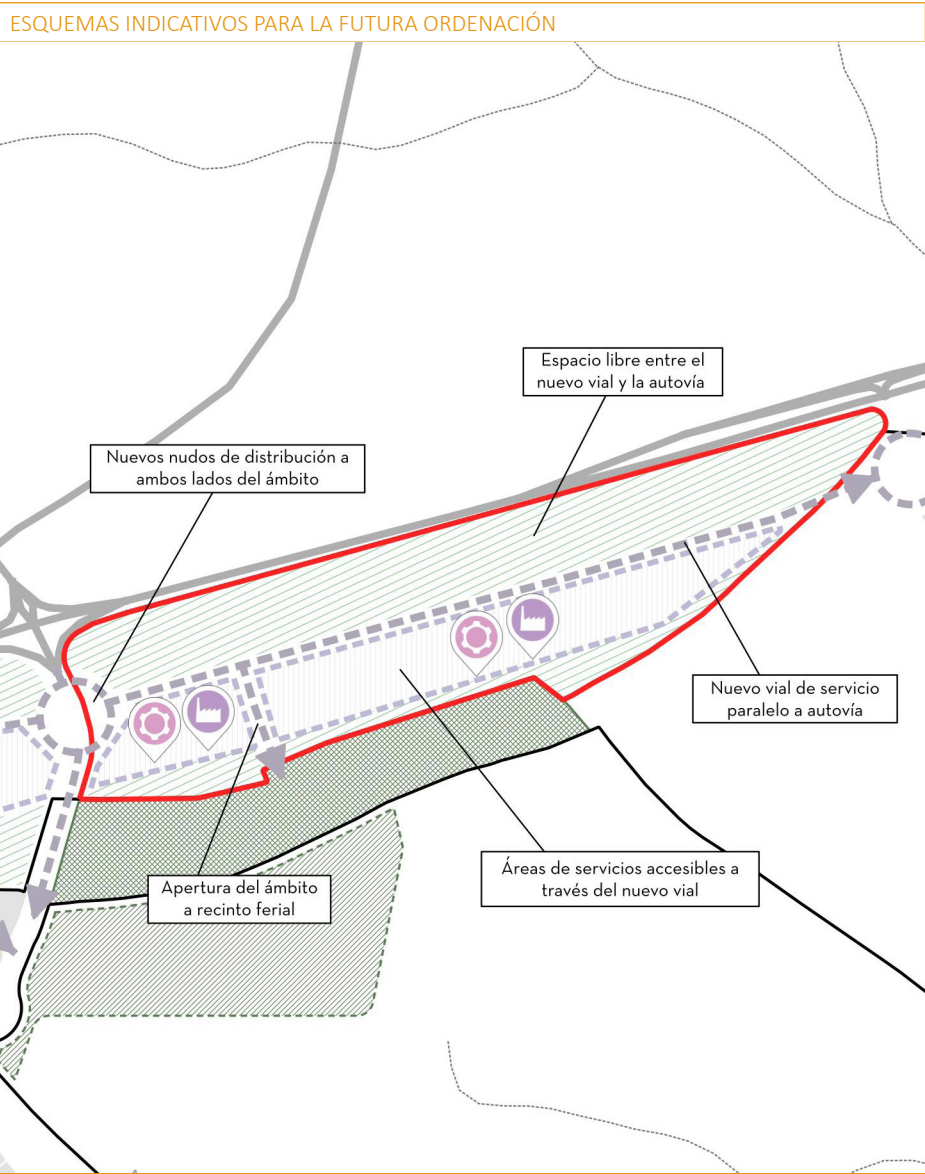 ESQUEMAS INDICATIVOS PARA LA FUTURA ORDENACIÓN
Espacio libre entre el
nuevo vial y la autovía
Nuevos nudos de distribución a
ambos lados del ámbito
Nuevo vial de servicio
paralelo a autovía
Áreas de servicios accesibles a
través del nuevo vial
Apertura del ámbito
a recinto ferial